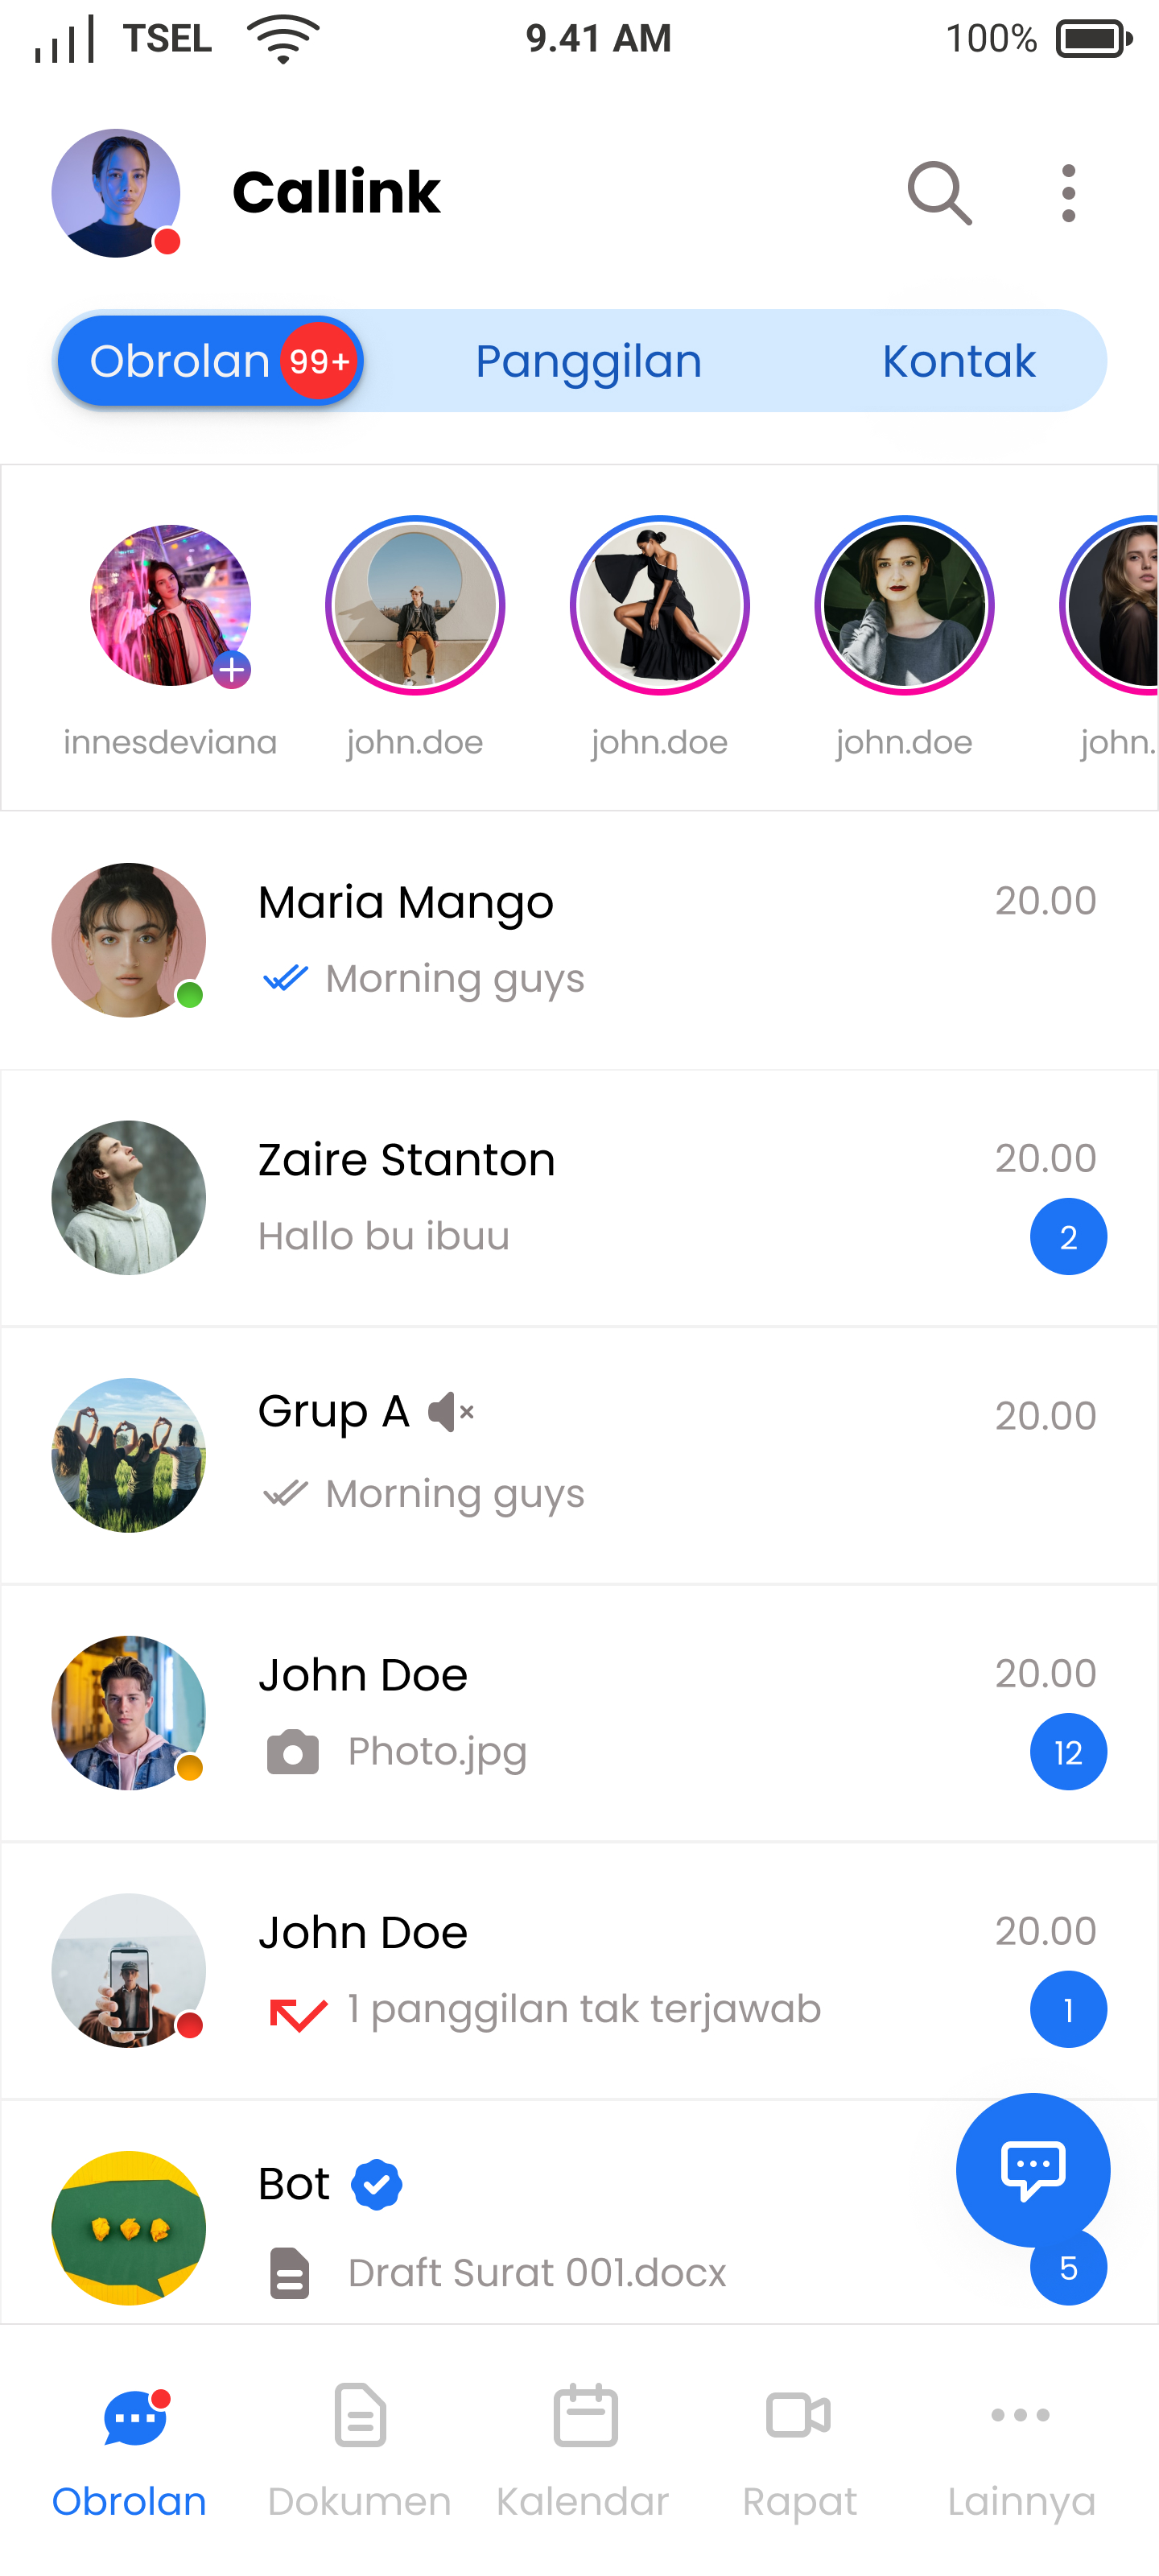 TSEL 9.41 AM 100%
Callink
Obrolan 99+ Panggilan Kontak
innesdeviana john.doe john.doe john.doe john.
Maria Mango 20.00
Morning guys
Zaire Stanton 20.00
Hallo bu ibuu 2
Grup A 20.00
Morning guys
John Doe 20.00
Photo.jpg 12
John Doe 20.00
1 panggilan tak terjawab 1
Bot
Draft Surat 001.docx 5
Obrolan Dokumen Kalendar Rapat Lainnya